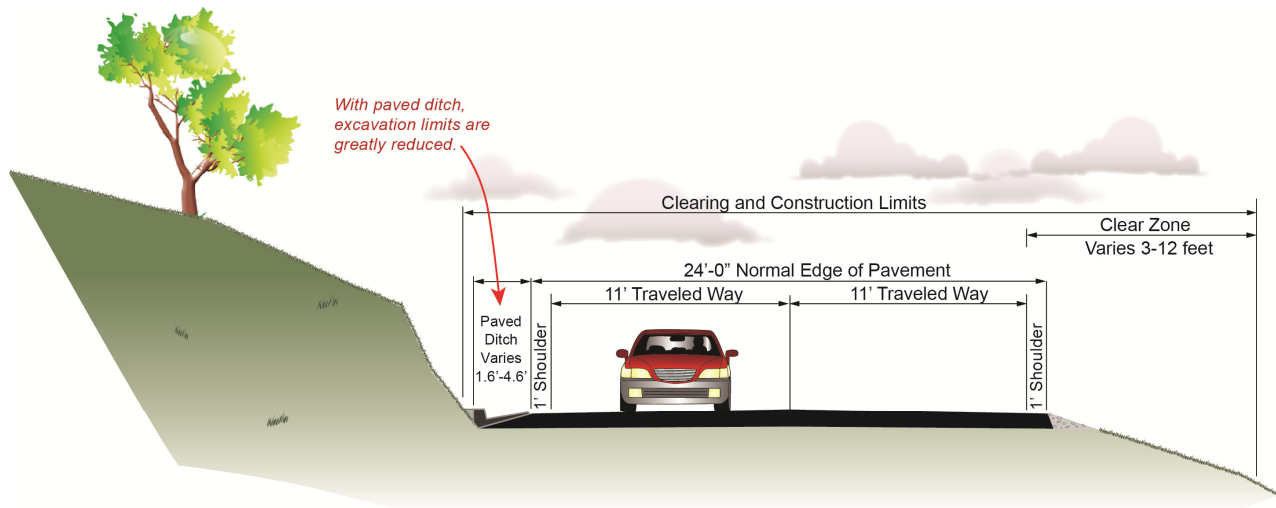 With paved ditch,
excavation limits are
greatly reduced.
Clearing and Construction Limits
Clear Zone
Varies 3-12 feet
24’-0” Normal Edge of Pavement
11’ Traveled Way
11’ Traveled Way
Paved
Ditch
Varies
1.6’-4.6’
1’ Shoulder
1’ Shoulder